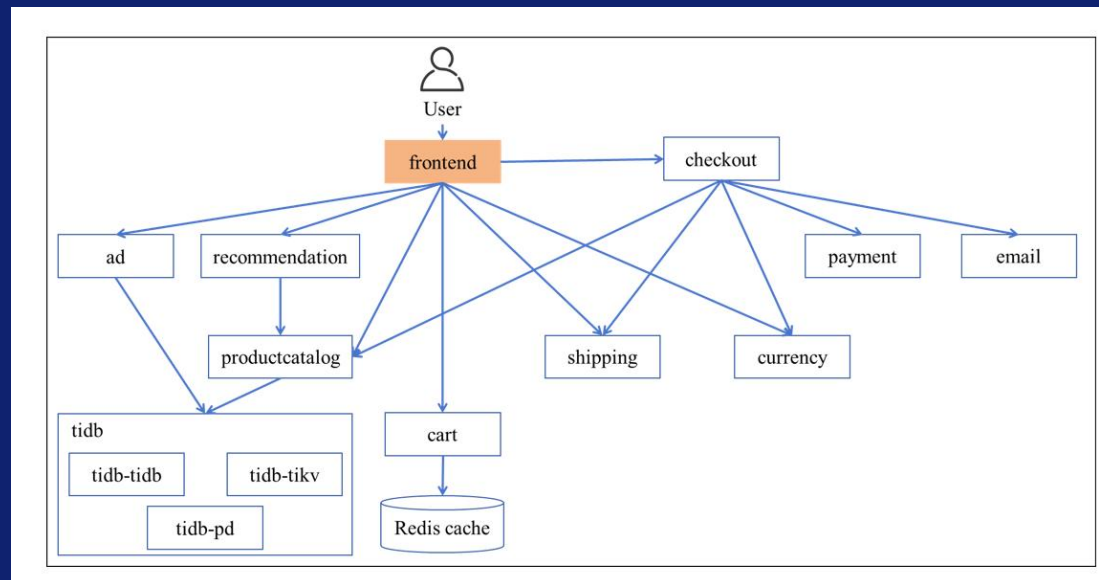 User
frontend
checkout
ad
recommendation
payment
email
productcatalog
shipping
currency
tidb
cart
tidb-tidb
tidb-tikv
tidb-pd
Redis cache